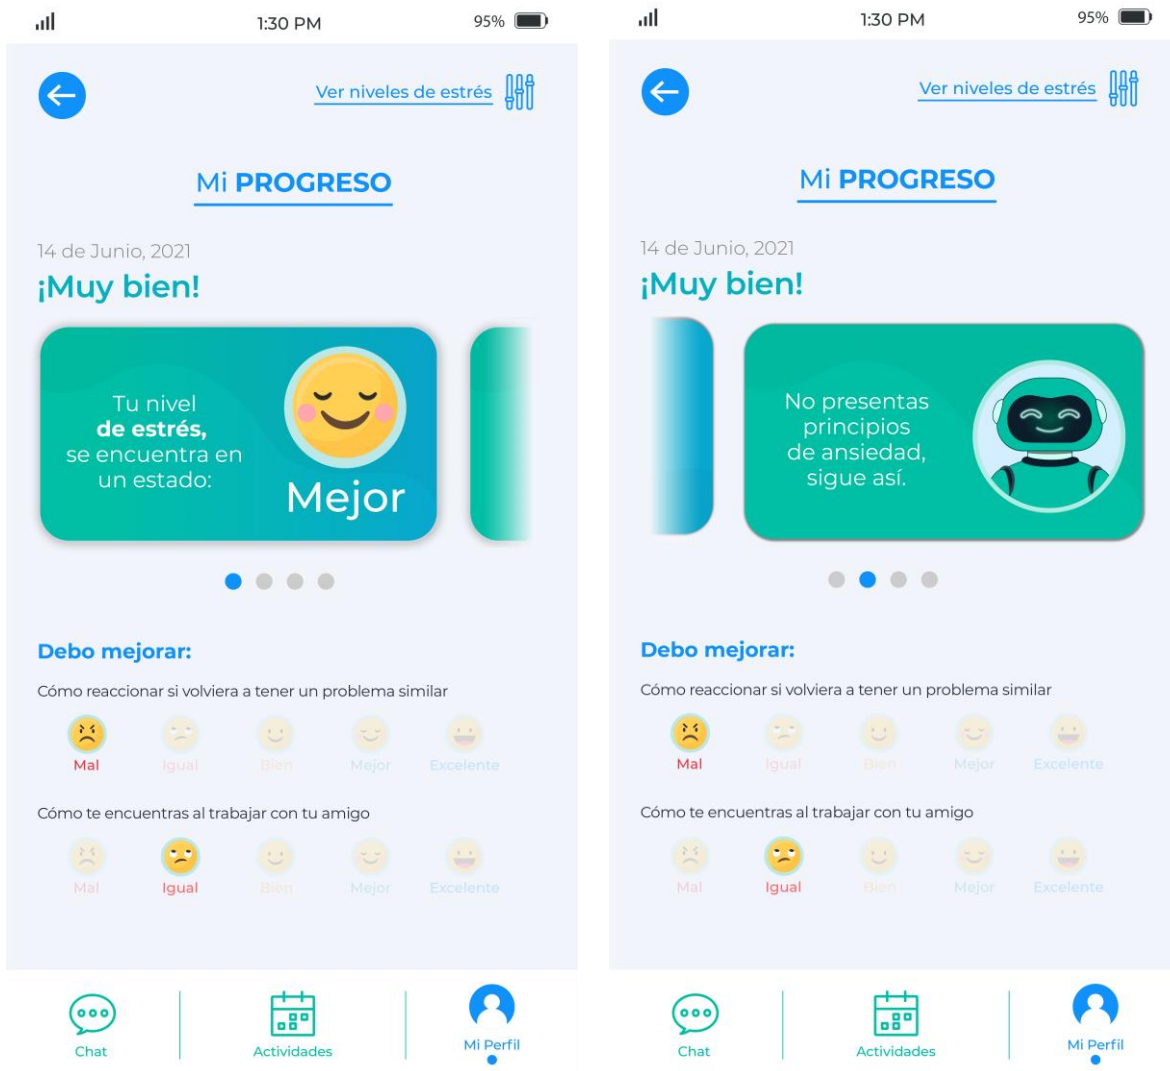 1:30 PM
95%
Ver niveles de estrés
Mi PROGRESO
14 de Junio, 2021
¡Muy bien!
Tu nivel
de estrés,
se encuentra en
un estado:
Mejor
Debo mejorar:
Cómo reaccionar si volviera a tener un problema similar
Mal
Igual
Bien
Mejor
Excelente
Cómo te encuentras al trabajar con tu amigo
Mal
Igual
Bien
Mejor
Excelente
Chat
Actividades
Mi Perfil
1:30 PM
95%
Ver niveles de estrés
Mi PROGRESO
14 de Junio, 2021
¡Muy bien!
No presentas
principios
de ansiedad,
sigue así.
Debo mejorar:
Cómo reaccionar si volviera a tener un problema similar
Mal
Igual
Bien
Mejor
Excelente
Cómo te encuentras al trabajar con tu amigo
Mal
Igual
Bien
Mejor
Excelente
Chat
Actividades
Mi Perfil